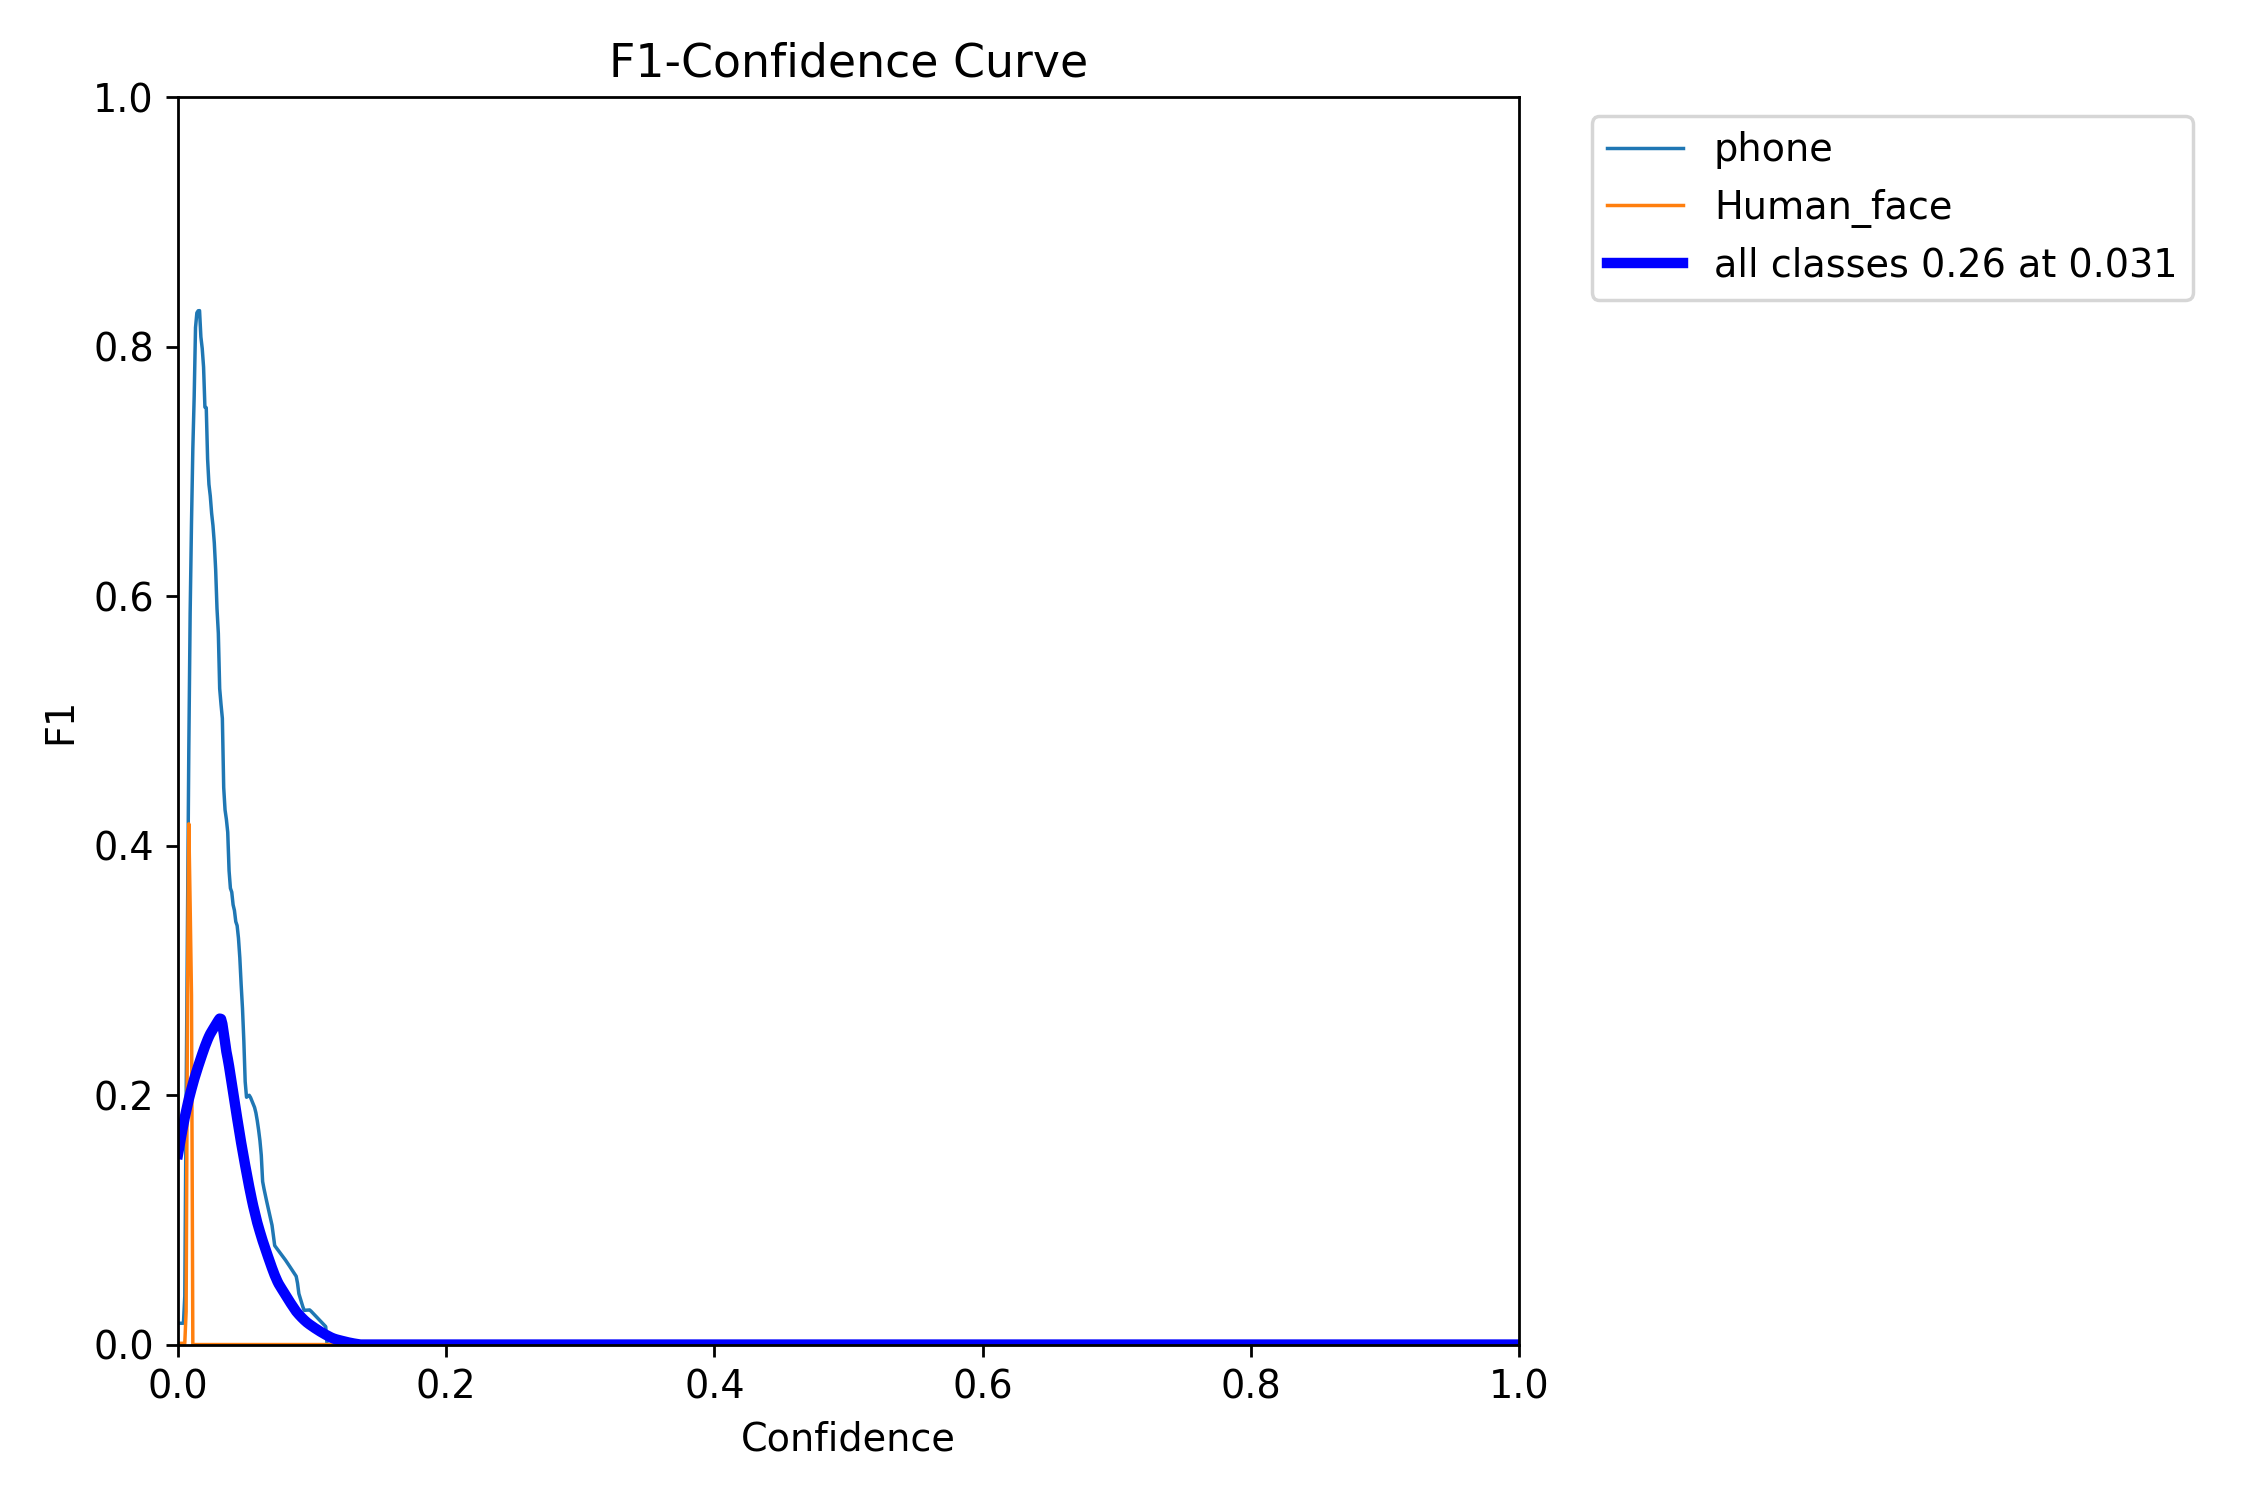 F1-Confidence Curve
1.0
0.8
0.6
0.4
0.2
0.0
F1
0.0 0.2 0.4 0.6 0.8 1.0
Confidence
phone
Human_face
all classes 0.26 at 0.031